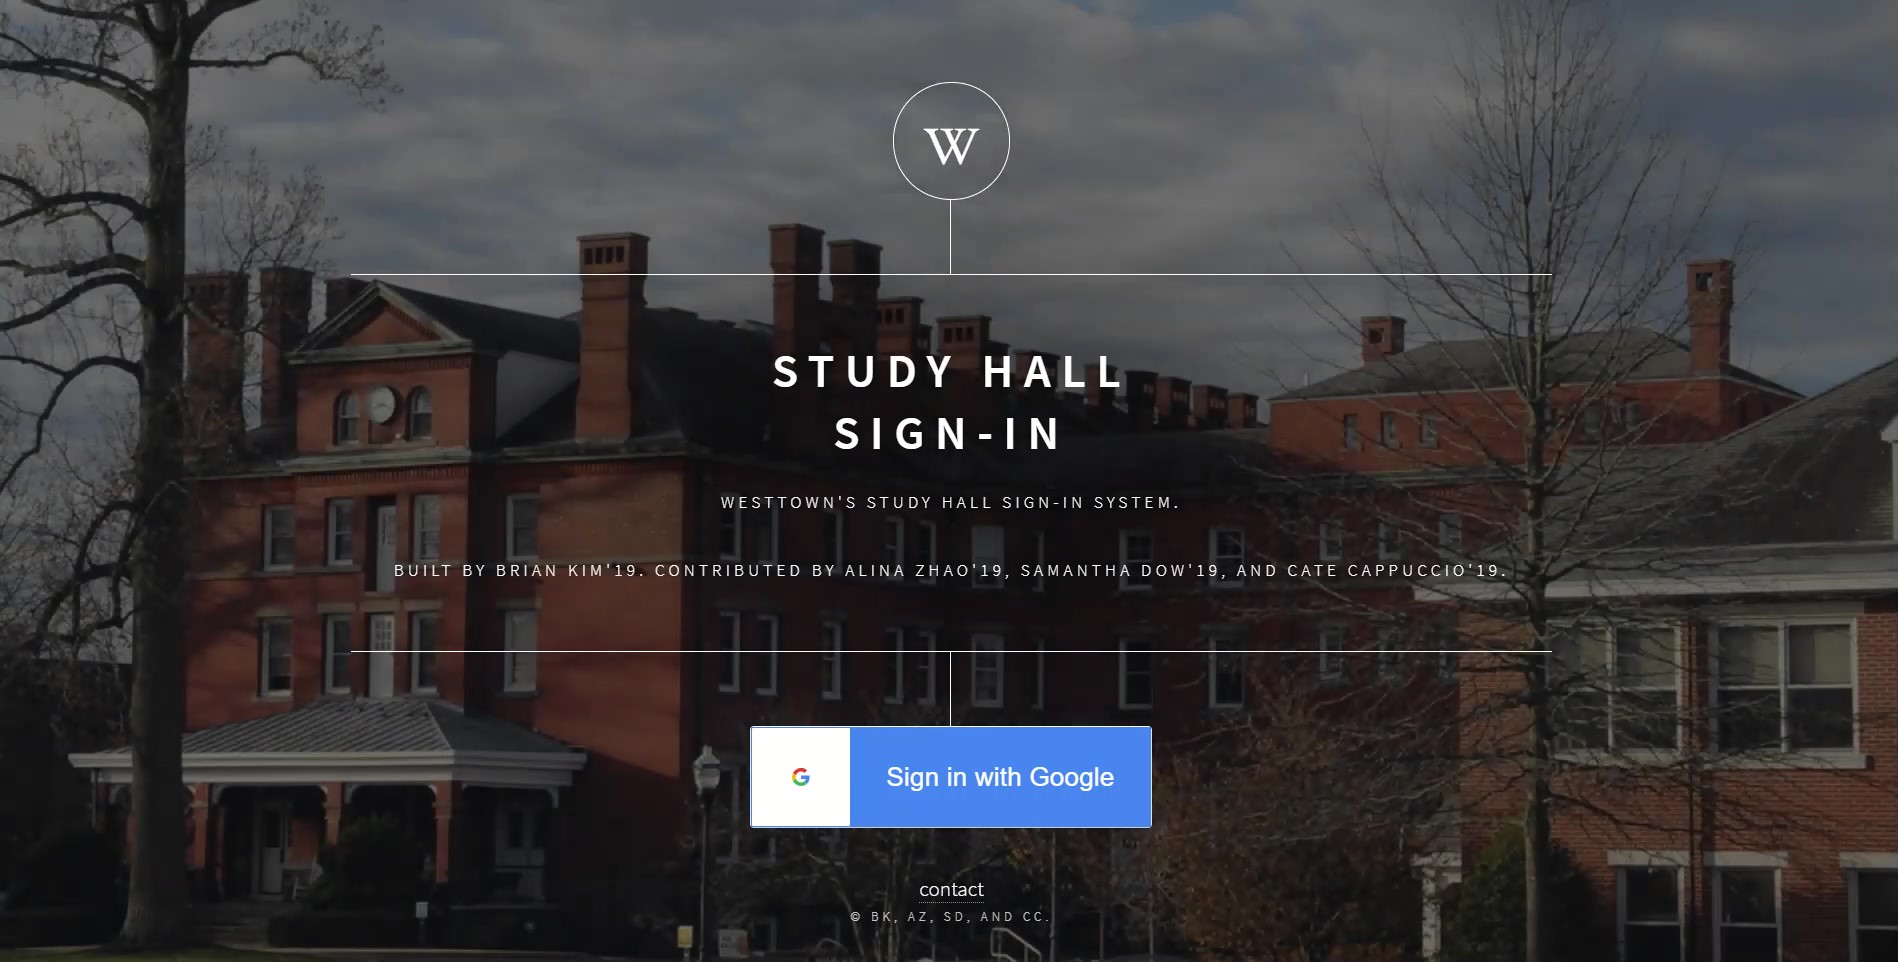 W
STUDY HALL
SIGN-IN
WESTTOWN'S STUDY HALL SIGN-IN SYSTEM.
BUILT BY BRIAN KIM'19. CONTRIBUTED BY ALINA ZHAO'19, SAMANTHA DOW'19, AND CATE CAPPUCCIO'19.
Sign in with Google
contact
© BK, AZ, SD, AND CC.